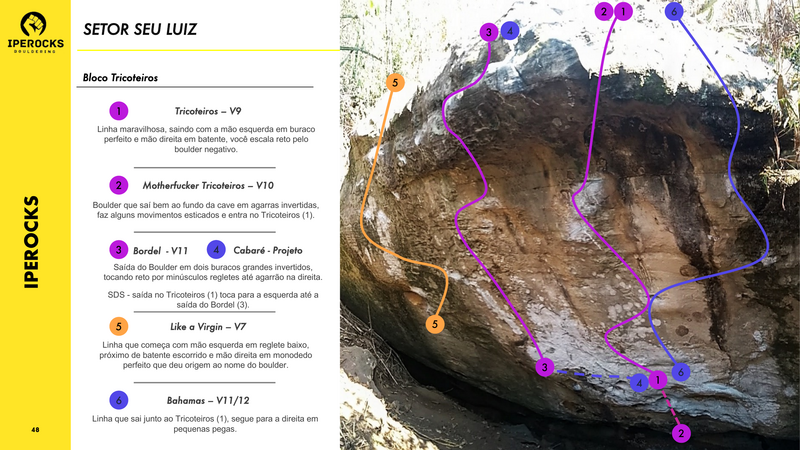 IPEROCKS
BOULDERING
SETOR SEU LUIZ
Bloco Tricoteiros
1 Tricoteiros – V9
Linha maravilhosa, saindo com a mão esquerda em buraco
perfeito e mão direita em batente, você escala reto pelo
boulder negativo.
2 Motherfucker Tricoteiros – V10
Boulder que saí bem ao fundo da cave em agarras invertidas,
faz alguns movimentos esticados e entra no Tricoteiros (1).
3 Bordel - V11 4 Cabaré - Projeto
Saída do Boulder em dois buracos grandes invertidos,
tocando reto por minúsculos regletes até agarrão na direita.
SDS - saída no Tricoteiros (1) toca para a esquerda até a
saída do Bordel (3).
5 Like a Virgin – V7
Linha que começa com mão esquerda em reglete baixo,
próximo de batente escorrido e mão direita em monodedo
perfeito que deu origem ao nome do boulder.
6 Bahamas – V11/12
Linha que sai junto ao Tricoteiros (1), segue para a direita em
pequenas pegas.
IPEROCKS
48
3 4 2 1 6
5
5
3 4 1 6
2